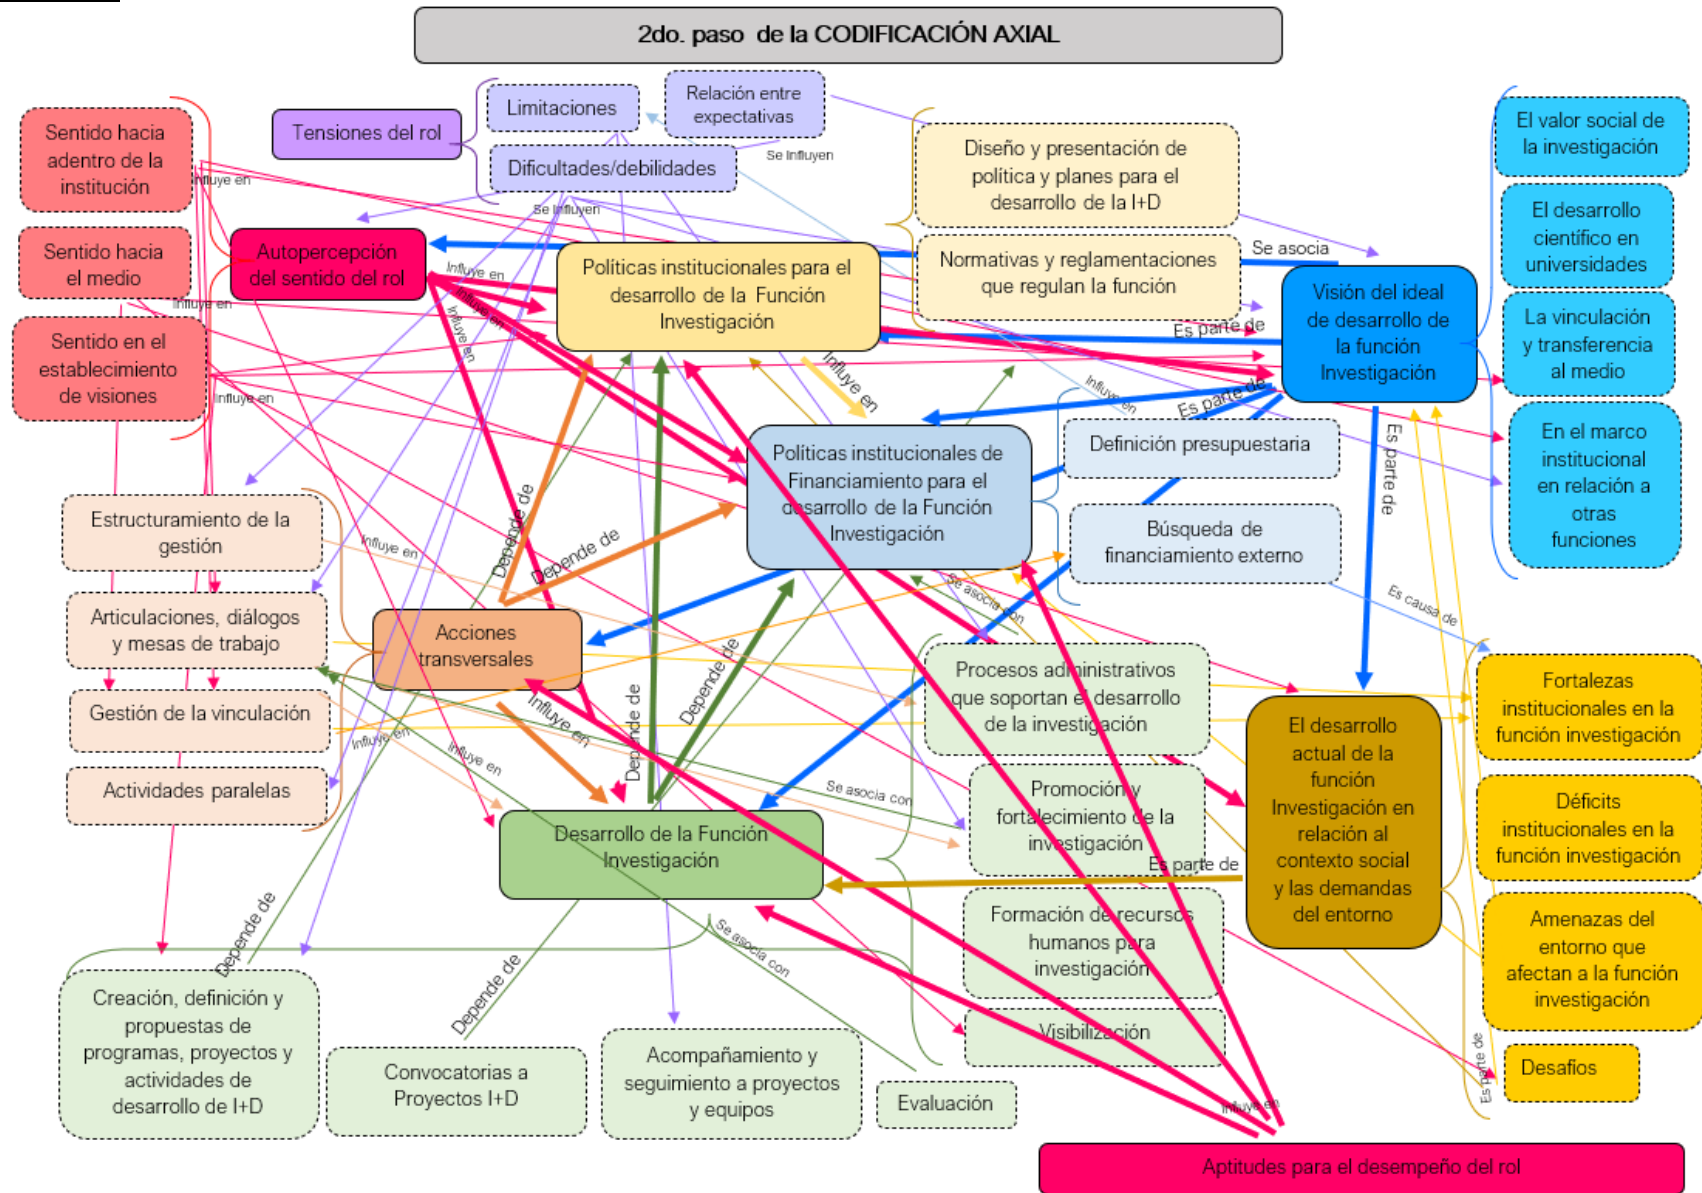 2do. paso de la CODIFICACIÓN AXIAL
Sentido hacia
adentro de la
institución
Sentido hacia
el medio
Sentido en el
establecimiento
de visiones
Tensiones del rol
Limitaciones
Relación entre
expectativas
Dificultades/debilidades
Se Influyen
Se Influyen
Influye en
Influye en
Influye en
Autopercepción
del sentido del rol
Influye en
Influye en
Influye en
Políticas institucionales para el
desarrollo de la Función
Investigación
Diseño y presentación de
política y planes para el
desarrollo de la I+D
Normativas y reglamentaciones
que regulan la función
Se asocia
Es parte de
Es parte de
Es parte de
Visión del ideal
de desarrollo de
la función
Investigación
El valor social de
la investigación
El desarrollo
científico en
universidades
La vinculación
y transferencia
al medio
En el marco
institucional
en relación a
otras
funciones
Influye en
Influye en
Políticas institucionales de
Financiamiento para el
desarrollo de la Función
Investigación
Definición presupuestaria
Búsqueda de
financiamiento externo
Es causa de
Se asocia con
Estructuramiento de la
gestión
Articulaciones, diálogos
y mesas de trabajo
Gestión de la vinculación
Actividades paralelas
Influye en
Influye en
Influye en
Depende de
Depende de
Acciones
transversales
Influye en
Depende de
Depende de
Desarrollo de la Función
Investigación
Se asocia con
Procesos administrativos
que soportan el desarrollo
de la investigación
Promoción y
fortalecimiento de la
investigación
Formación de recursos
humanos para
investigación
Visibilización
Es parte de
El desarrollo
actual de la
función
Investigación en
relación al
contexto social
y las demandas
del entorno
Fortalezas
institucionales en la
función investigación
Déficits
institucionales en la
función investigación
Amenazas del
entorno que
afectan a la función
investigación
Desafíos
Es parte de
Depende de
Depende de
Se asocia con
Creación, definición y
propuestas de
programas, proyectos y
actividades de
desarrollo de I+D
Convocatorias a
Proyectos I+D
Acompañamiento y
seguimiento a proyectos
y equipos
Evaluación
Influye en
Aptitudes para el desempeño del rol